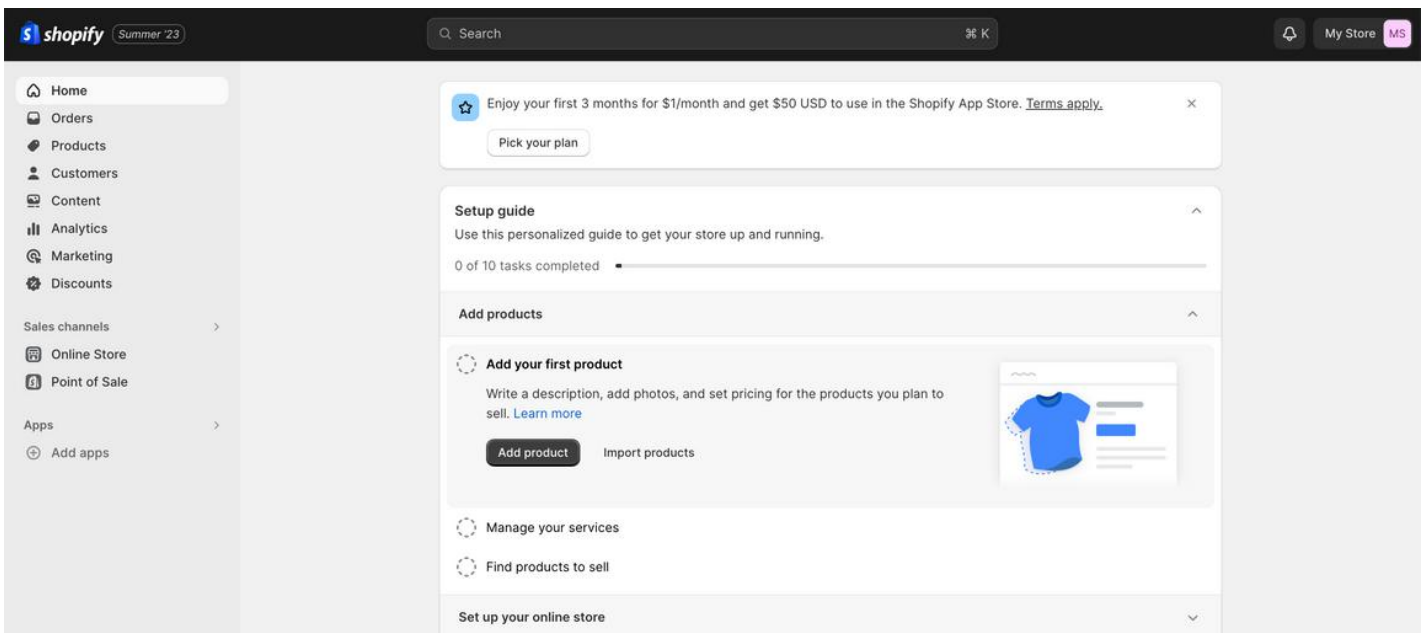 shopify Summer '23
Search ⌘ K
My Store MS
Home
Orders
Products
Customers
Content
Analytics
Marketing
Discounts
Sales channels
Online Store
Point of Sale
Apps
Add apps
Enjoy your first 3 months for $1/month and get $50 USD to use in the Shopify App Store. Terms apply.
Pick your plan
Setup guide
Use this personalized guide to get your store up and running.
0 of 10 tasks completed
Add products
Add your first product
Write a description, add photos, and set pricing for the products you plan to
sell. Learn more
Add product Import products
Manage your services
Find products to sell
Set up your online store